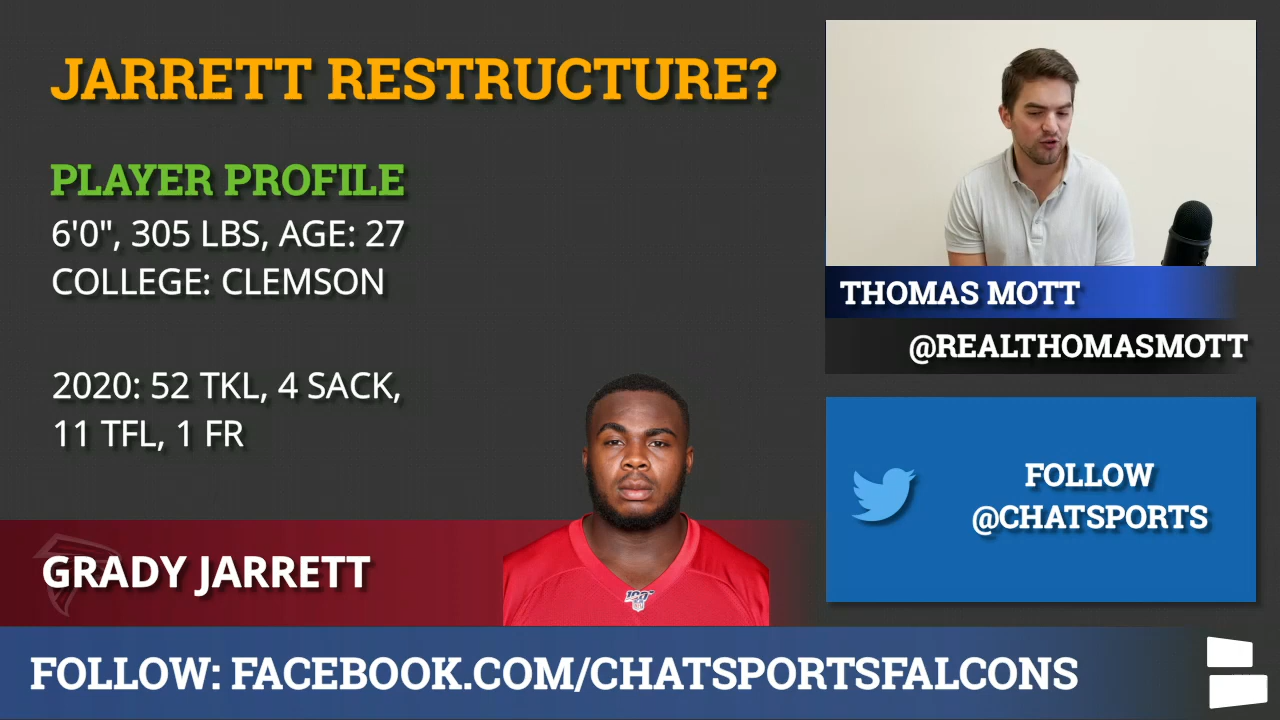 JARRETT RESTRUCTURE?
PLAYER PROFILE
6'0", 305 LBS, AGE: 27
COLLEGE: CLEMSON
2020: 52 TKL, 4 SACK,
11 TFL, 1 FR
GRADY JARRETT
THOMAS MOTT
@REALTHOMASMOTT
FOLLOW
@CHATSPORTS
FOLLOW: FACEBOOK.COM/CHATSPORTSFALCONS